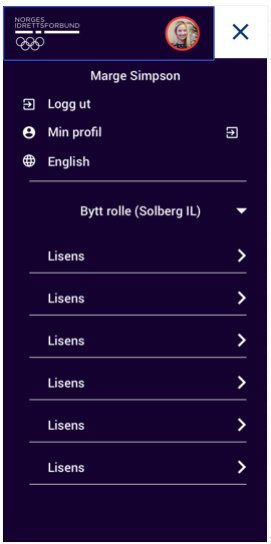 NORGES
IDRETTSFORBUND
Marge Simpson
Logg ut
Min profil
English
Bytt rolle (Solberg IL)
Lisens
Lisens
Lisens
Lisens
Lisens
Lisens